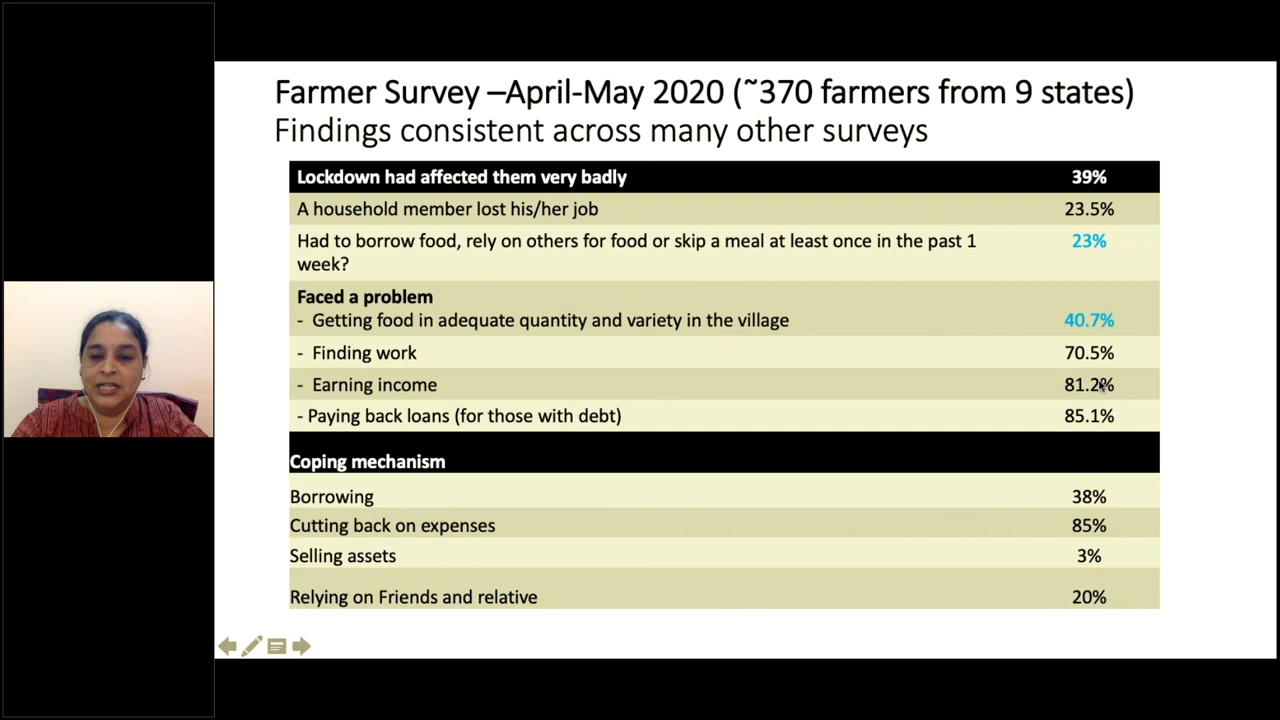 Farmer Survey –April-May 2020 (~370 farmers from 9 states)
Findings consistent across many other surveys
Lockdown had affected them very badly 39%
A household member lost his/her job 23.5%
Had to borrow food, rely on others for food or skip a meal at least once in the past 1 23%
week?
Faced a problem
- Getting food in adequate quantity and variety in the village 40.7%
- Finding work 70.5%
- Earning income 81.2%
- Paying back loans (for those with debt) 85.1%
Coping mechanism
Borrowing 38%
Cutting back on expenses 85%
Selling assets 3%
Relying on Friends and relative 20%